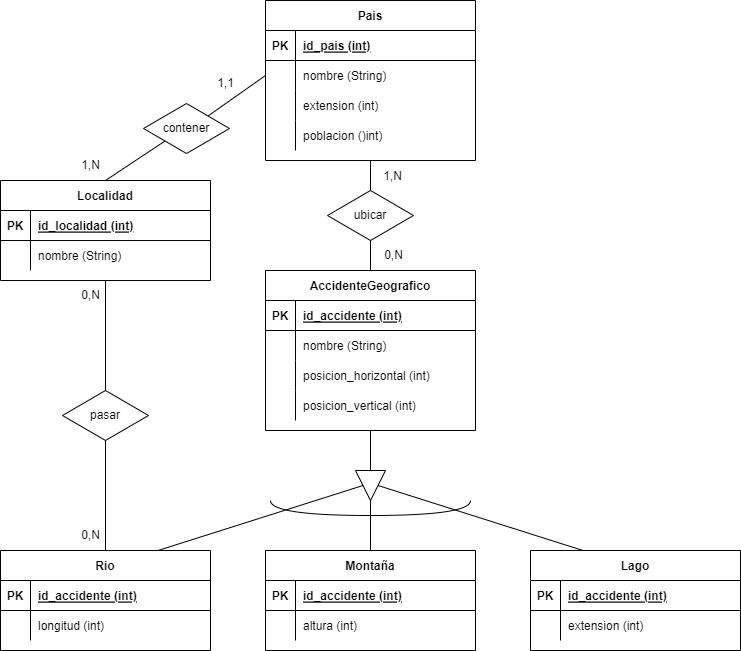 Pais
PK id_pais (int)
nombre (String)
extension (int)
poblacion ()int)
1,1
contener
1,N
Localidad
PK id_localidad (int)
nombre (String)
0,N
1,N
ubicar
0,N
AccidenteGeografico
PK id_accidente (int)
nombre (String)
posicion_horizontal (int)
posicion_vertical (int)
pasar
0,N
Rio
PK id_accidente (int)
longitud (int)
Montaña
PK id_accidente (int)
altura (int)
Lago
PK id_accidente (int)
extension (int)